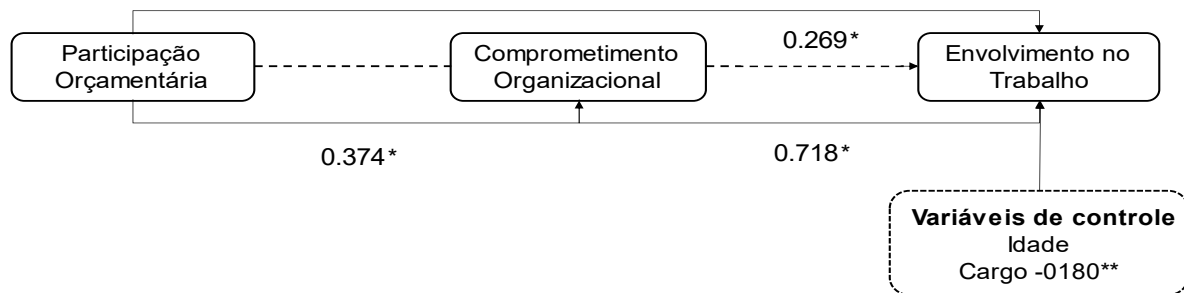 Participação
Orçamentária
Comprometimento
Organizacional
0.269*
Envolvimento no
Trabalho
0.374*
0.718*
Variáveis de controle
Idade
Cargo -0180**